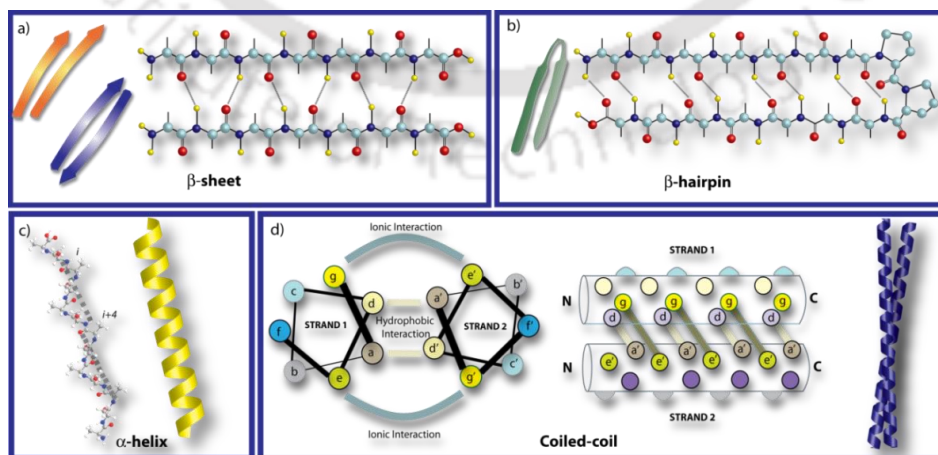 a)
β-sheet
b)
β-hairpin
c)
i
i+4
α-helix
d)
Ionic Interaction
g
c
d
f
STRAND 1
a
b
e
Hydrophobic
Interaction
e'
b'
a'
STRAND 2
f'
d'
c'
g'
Ionic Interaction
STRAND 1
N
C
g
g
g
g
d
d
d
d
a'
a'
a'
a'
N
C
e'
e'
e'
e'
STRAND 2
Coiled-coil